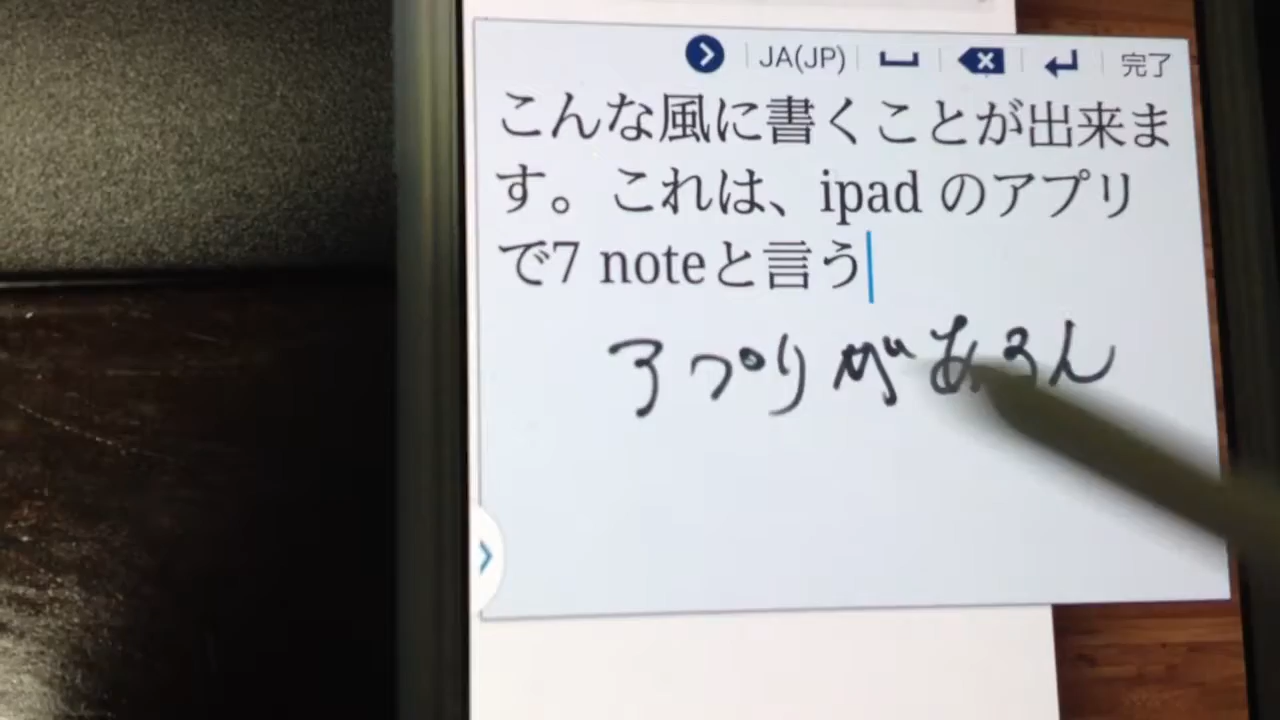 JA(JP) 完了
こんな風に書くことが出来ま
す。これは、ipad のアプリ
で7 noteと言う
アプリがあるん